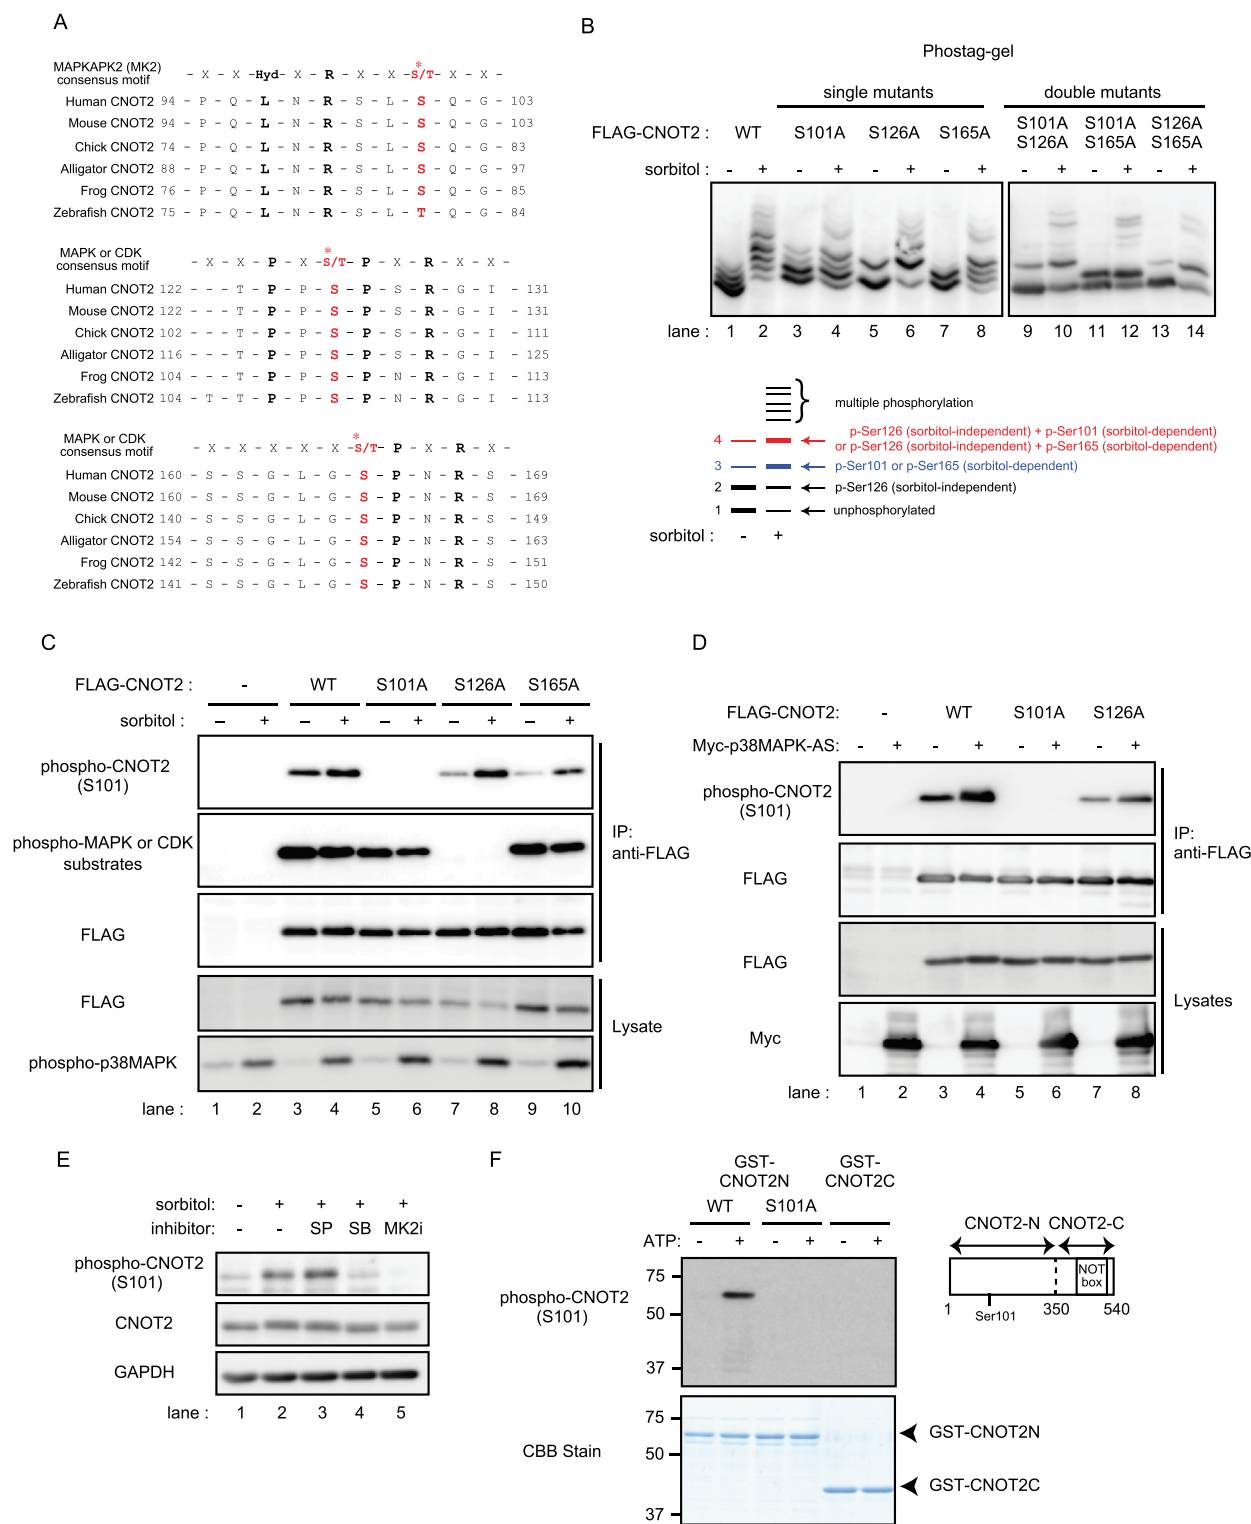 A
MAPKAPK2 (MK2)
consensus motif
- X - X -Hyd- X - R - X - X -S/T- X - X -
*
Human CNOT2 94 - P - Q - L - N - R - S - L - S - Q - G - 103
Mouse CNOT2 94 - P - Q - L - N - R - S - L - S - Q - G - 103
Chick CNOT2 74 - P - Q - L - N - R - S - L - S - Q - G - 83
Alligator CNOT2 88 - P - Q - L - N - R - S - L - S - Q - G - 97
Frog CNOT2 76 - P - Q - L - N - R - S - L - S - Q - G - 85
Zebrafish CNOT2 75 - P - Q - L - N - R - S - L - T - Q - G - 84
MAPK or CDK
consensus motif
- X - X - P - X -S/T- P - X - R - X - X -
*
Human CNOT2 122 - - T - P - P - S - P - S - R - G - I - 131
Mouse CNOT2 122 - - T - P - P - S - P - S - R - G - I - 131
Chick CNOT2 102 - - T - P - P - S - P - S - R - G - I - 111
Alligator CNOT2 116 - - T - P - P - S - P - S - R - G - I - 125
Frog CNOT2 104 - - T - P - P - S - P - N - R - G - I - 113
Zebrafish CNOT2 104 - T - T - P - P - S - P - N - R - G - I - 113
MAPK or CDK
consensus motif
- X - X - X - X - X -S/T- P - X - R - X -
*
Human CNOT2 160 - S - S - G - L - G - S - P - N - R - S - 169
Mouse CNOT2 160 - S - S - G - L - G - S - P - N - R - S - 169
Chick CNOT2 140 - S - S - G - L - G - S - P - N - R - S - 149
Alligator CNOT2 154 - S - S - G - L - G - S - P - N - R - S - 163
Frog CNOT2 142 - S - S - G - L - G - S - P - N - R - S - 151
Zebrafish CNOT2 141 - S - S - G - L - G - S - P - N - R - S - 150
B
Phostag-gel
single mutants double mutants
FLAG-CNOT2 : WT S101A S126A S165A S101A S126A S101A S165A S126A S165A
sorbitol : - + - + - + - + - + - + - +
lane : 1 2 3 4 5 6 7 8 9 10 11 12 13 14
multiple phosphorylation
4 p-Ser126 (sorbitol-independent) + p-Ser101 (sorbitol-dependent)
or p-Ser126 (sorbitol-independent) + p-Ser165 (sorbitol-dependent)
3 p-Ser101 or p-Ser165 (sorbitol-dependent)
2 p-Ser126 (sorbitol-independent)
1 unphosphorylated
sorbitol : - +
C
FLAG-CNOT2 : - WT S101A S126A S165A
sorbitol : - + - + - + - + - +
phospho-CNOT2
(S101)
phospho-MAPK or CDK
substrates
FLAG
IP:
anti-FLAG
FLAG
phospho-p38MAPK
Lysate
lane : 1 2 3 4 5 6 7 8 9 10
D
FLAG-CNOT2: - WT S101A S126A
Myc-p38MAPK-AS: - + - + - + - +
phospho-CNOT2
(S101)
FLAG
IP:
anti-FLAG
FLAG
Myc
Lysates
lane : 1 2 3 4 5 6 7 8
E
sorbitol: - + + + +
inhibitor: - - SP SB MK2i
phospho-CNOT2
(S101)
CNOT2
GAPDH
lane : 1 2 3 4 5
F
GST-
CNOT2N
GST-
CNOT2C
WT S101A
ATP: - + - + - +
phospho-CNOT2
(S101)
75
50
37
CBB Stain
75
50
37
GST-CNOT2N
GST-CNOT2C
CNOT2-N CNOT2-C
NOT
box
1 Ser101 350 540